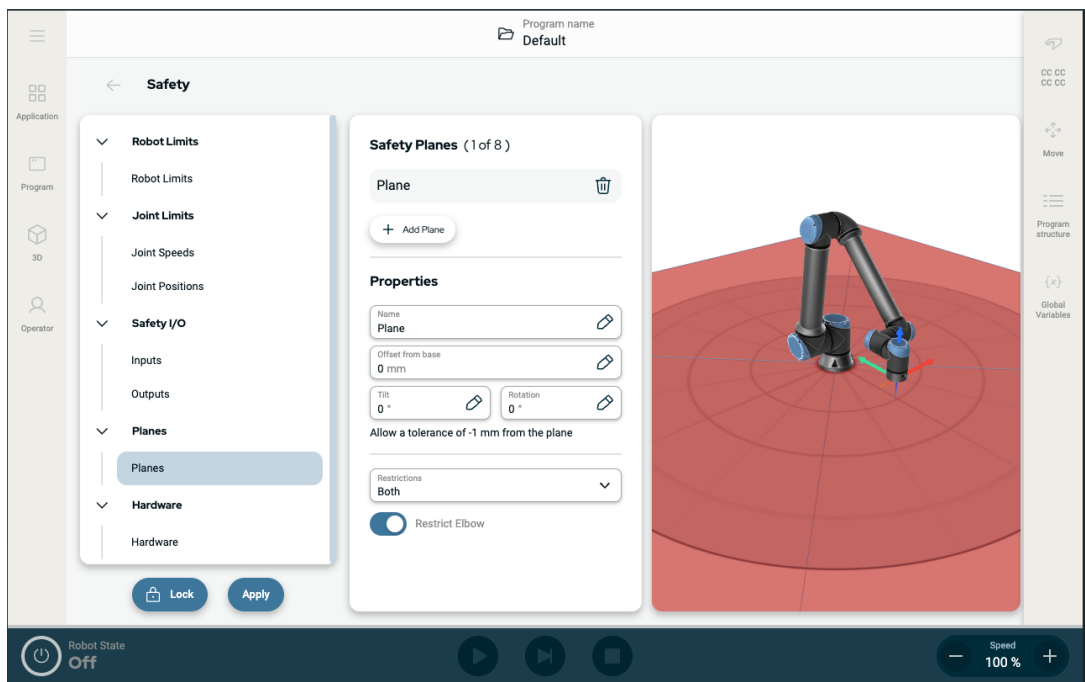 Program name
Default
CC CC
CC CC
Application
Program
3D
Operator
Safety
Robot Limits
Robot Limits
Joint Limits
Joint Speeds
Joint Positions
Safety I/O
Inputs
Outputs
Planes
Planes
Hardware
Hardware
Lock
Apply
Safety Planes (1 of 8)
Plane
Add Plane
Properties
Name
Plane
Offset from base
0 mm
Tilt
0 °
Rotation
0 °
Allow a tolerance of -1 mm from the plane
Restrictions
Both
Restrict Elbow
Move
Program
structure
{x}
Global
Variables
Robot State
Off
Speed
100 %